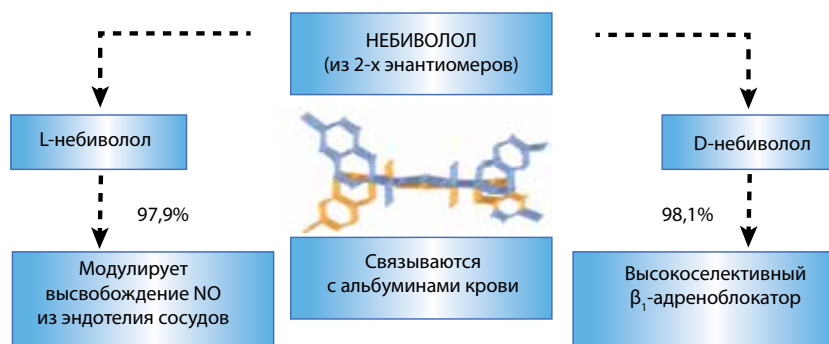 НЕБИВОЛОЛ
(из 2-х энантиомеров)
L-небиволол
D-небиволол
97,9%
98,1%
Модулирует
высвобождение NO
из эндотелия сосудов
Связываются
с альбуминами крови
Высокоселективный
β₁-адреноблокатор